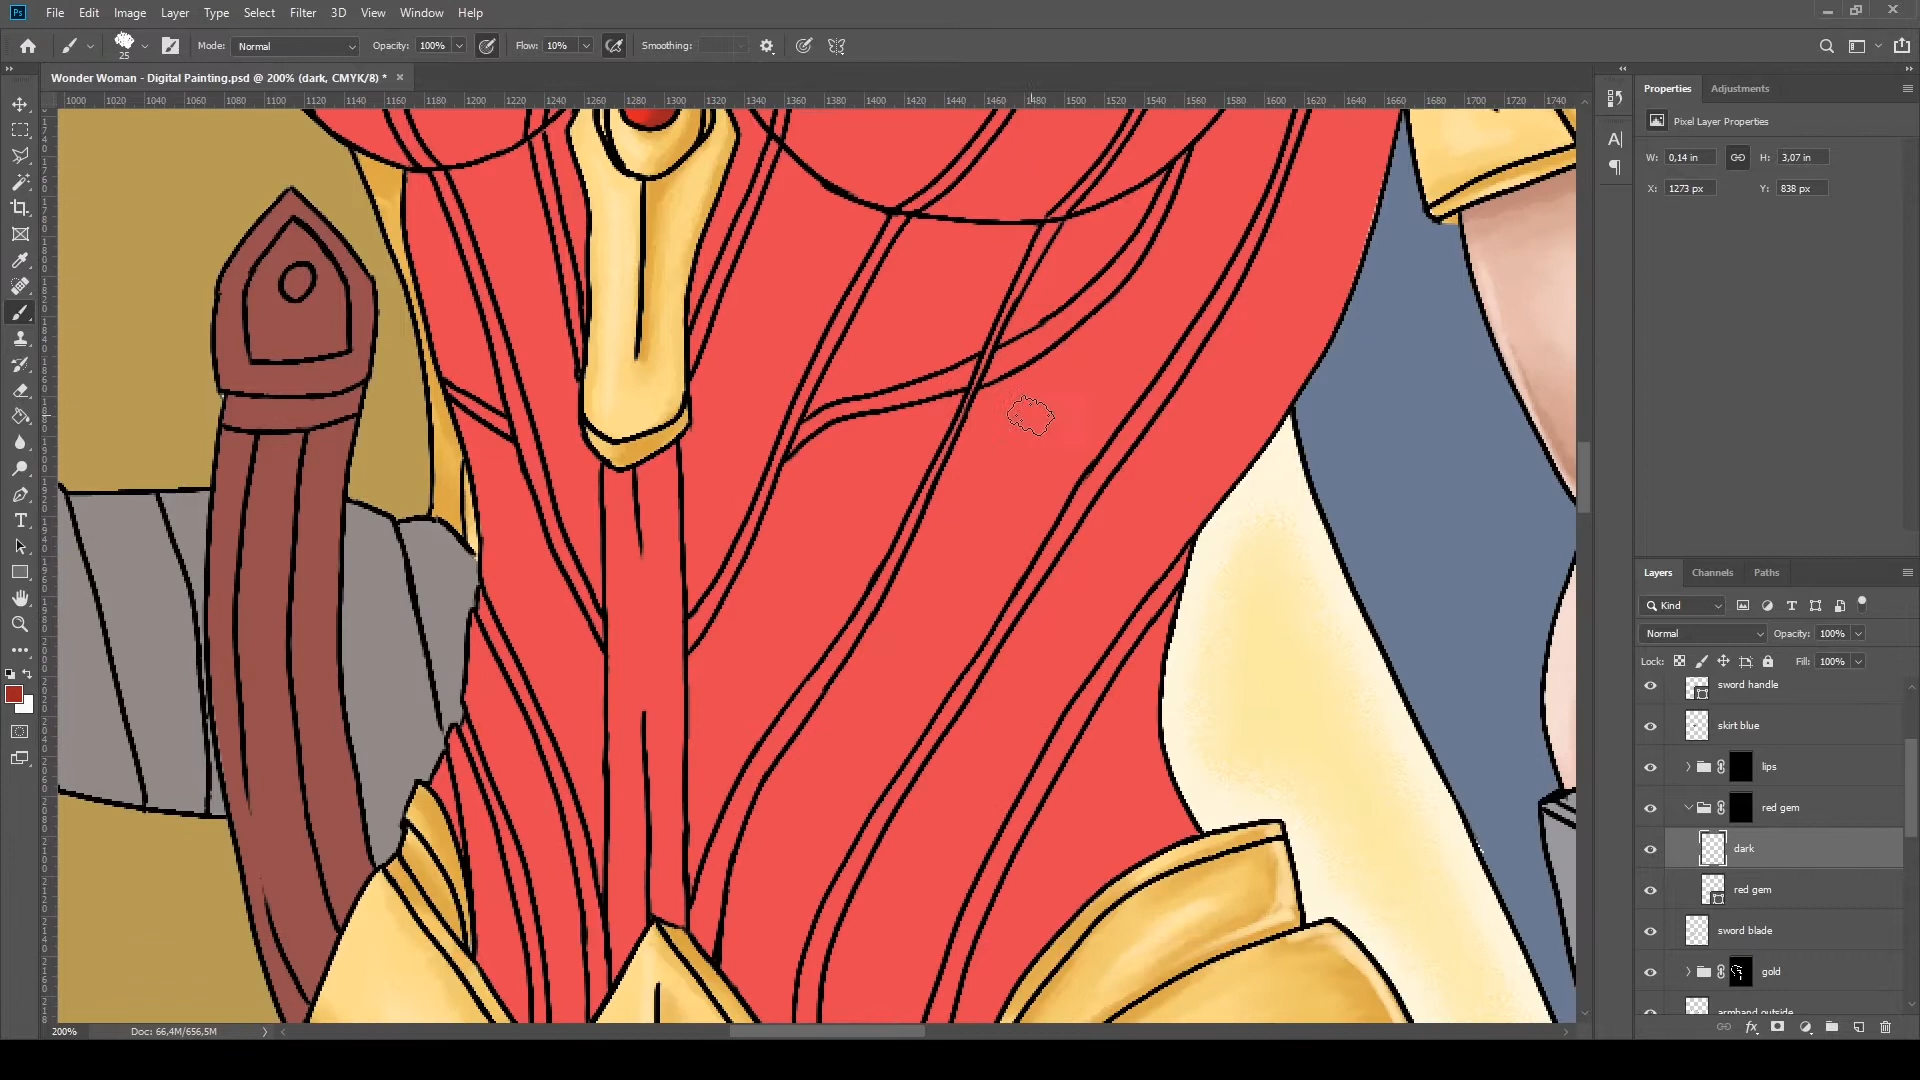 Ps File Edit Image Layer Type Select Filter 3D View Window Help
25 Mode: Normal Opacity: 100% Flow: 10% Smoothing:
Wonder Woman - Digital Painting.psd @ 200% (dark, CMYK/8) * ×
1000 1020 1040 1060 1080 1100 1120 1140 1160 1180 1200 1220 1240 1260 1280 1300 1320 1340 1360 1380 1400 1420 1440 1460 1480 1500 1520 1540 1560 1580 1600 1620 1640 1660 1680 1700 1720 1740
Properties Adjustments
Pixel Layer Properties
W: 0,14 in H: 3,07 in
X: 1273 px Y: 838 px
Layers Channels Paths
Kind
Normal Opacity: 100%
Lock: Fill: 100%
sword handle
skirt blue
lips
red gem
dark
red gem
sword blade
gold
armband outside
200% Doc: 66,4M/656,5M